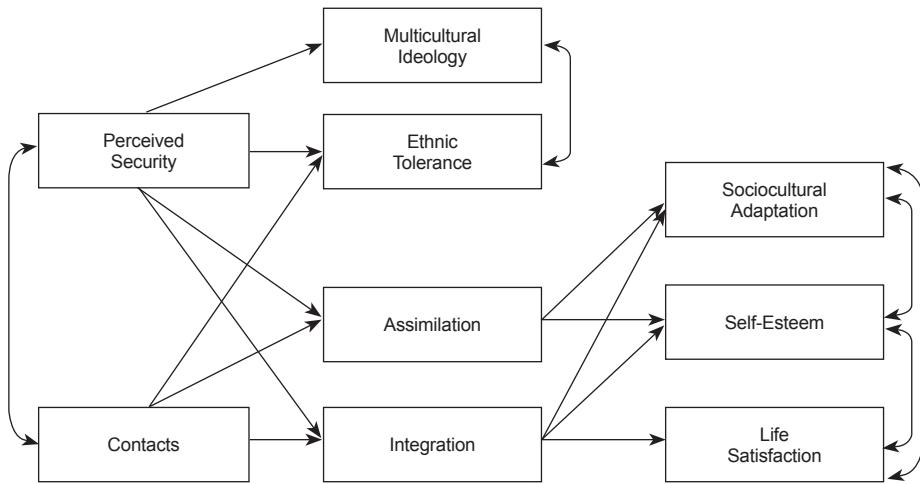 Multicultural
Ideology
Perceived
Security
Ethnic
Tolerance
Sociocultural
Adaptation
Assimilation
Self-Esteem
Contacts
Integration
Life
Satisfaction